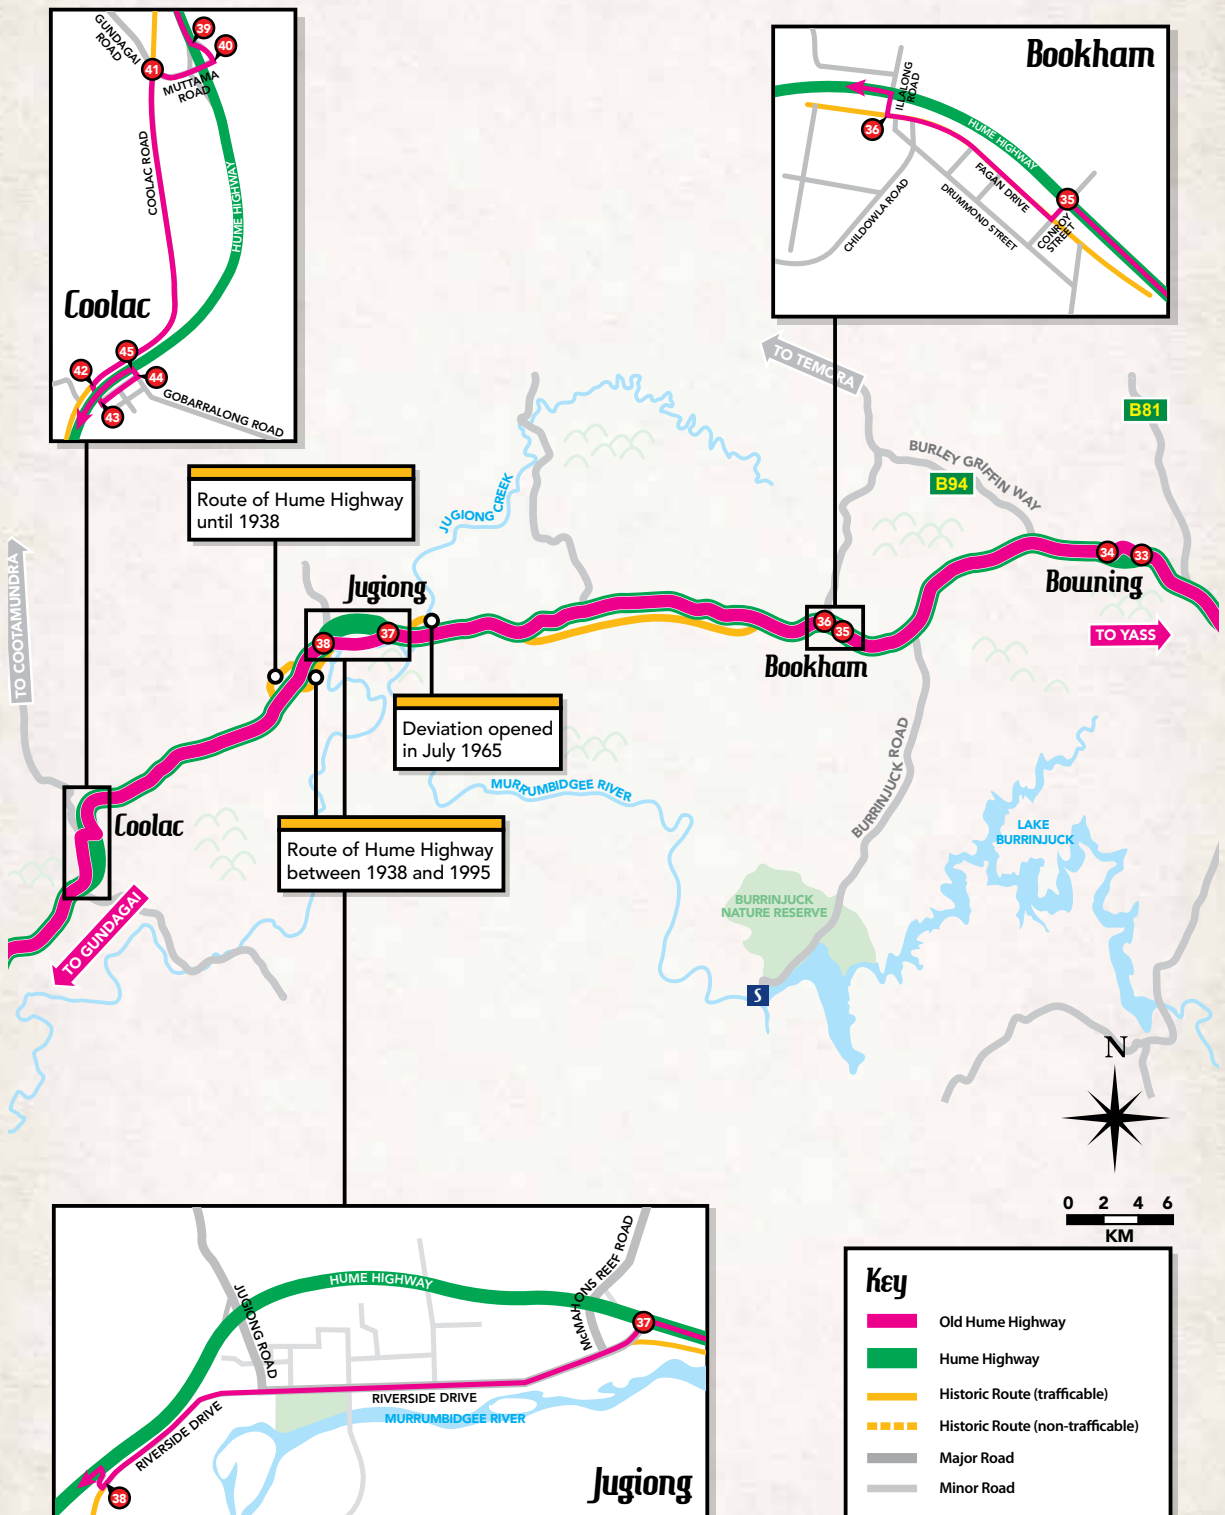 GUNDAGAI
ROAD
39
40
41
MUTTAMA
ROAD
COOLAC ROAD
HUME HIGHWAY
Coolac
45
42
44
43
GOBARRALONG ROAD
Bookham
ILLALONG
ROAD
36
HUME HIGHWAY
35
FAGAN DRIVE
DRUMMOND STREET
CONROY
STREET
CHILDOWLA ROAD
TO TEMORA
B81
BURLEY GRIFFIN WAY
B94
Route of Hume Highway
until 1938
JUGIONG CREEK
TO COOTAMUNDRA
Jugiong
34
33
Bowning
38
37
36
35
TO YASS
Bookham
Deviation opened
in July 1965
MURRUMBIDGEE RIVER
BURRINJUCK ROAD
LAKE
BURRINJUCK
Coolac
Route of Hume Highway
between 1938 and 1995
BURRINJUCK
NATURE RESERVE
TO GUNDAGAI
S
N
0 2 4 6
KM
JUGIONG ROAD
HUME HIGHWAY
McMAHONS REEF ROAD
37
RIVERSIDE DRIVE
RIVERSIDE DRIVE
MURRUMBIDGEE RIVER
38
Jugiong
Key
Old Hume Highway
Hume Highway
Historic Route (trafficable)
Historic Route (non-trafficable)
Major Road
Minor Road